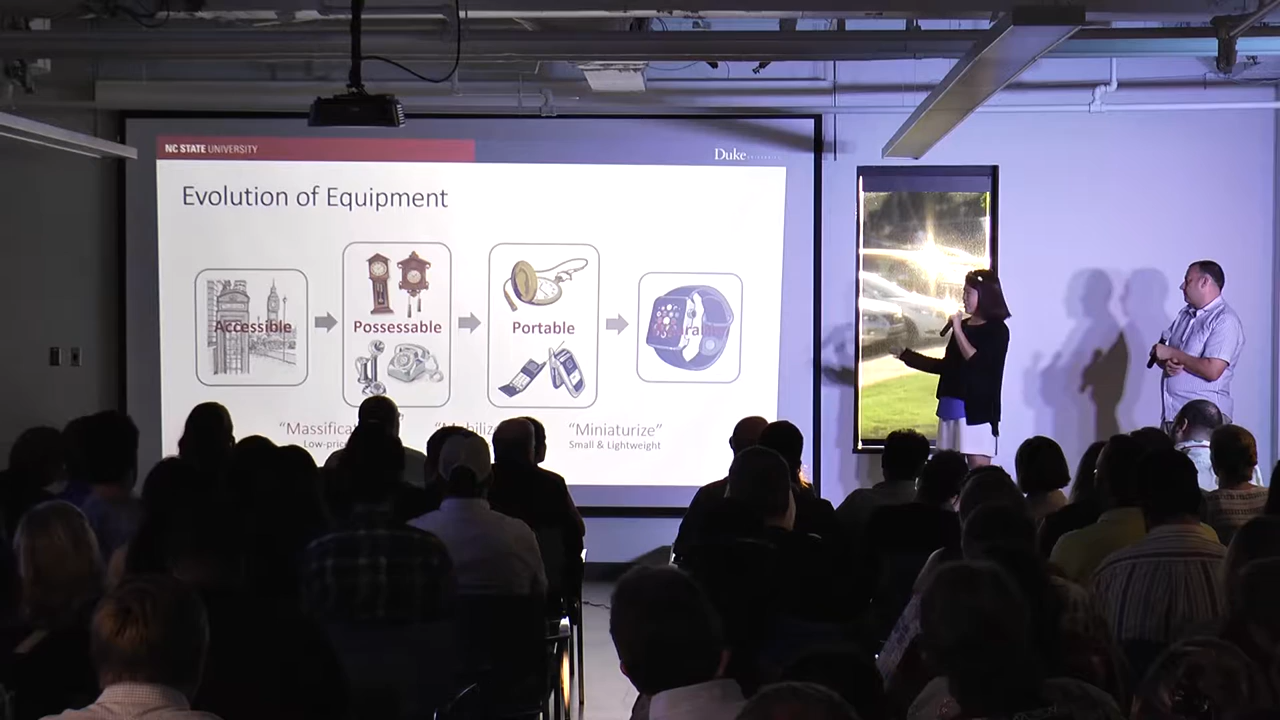 NC STATE UNIVERSITY
Duke
Evolution of Equipment
Accessible
Possessable
Portable
"Miniaturize"
Small & Lightweight